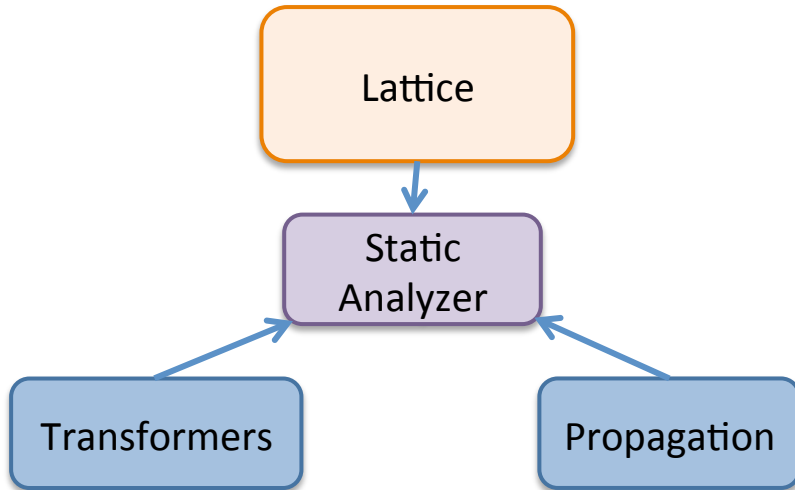 Lattice
Static
Analyzer
Transformers
Propagation